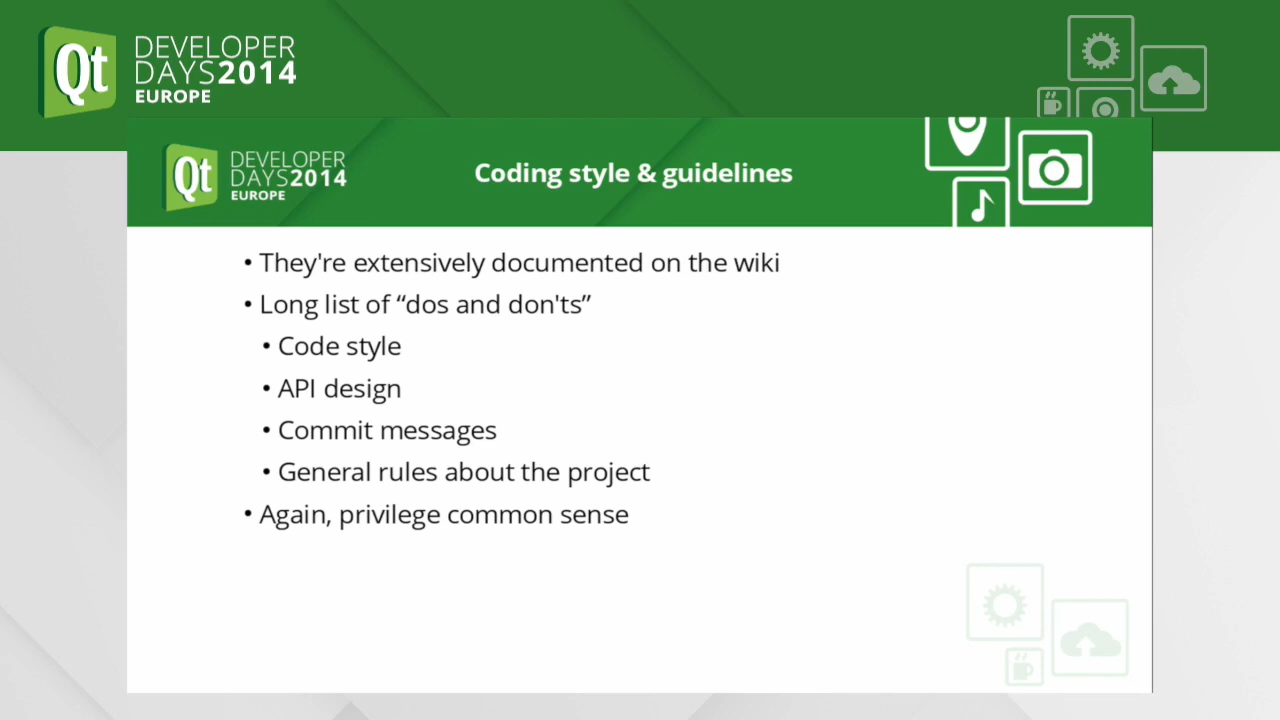 Qt DEVELOPER
DAYS2014
EUROPE
Qt DEVELOPER
DAYS2014
EUROPE
Coding style & guidelines
• They're extensively documented on the wiki
• Long list of “dos and don'ts”
• Code style
• API design
• Commit messages
• General rules about the project
• Again, privilege common sense